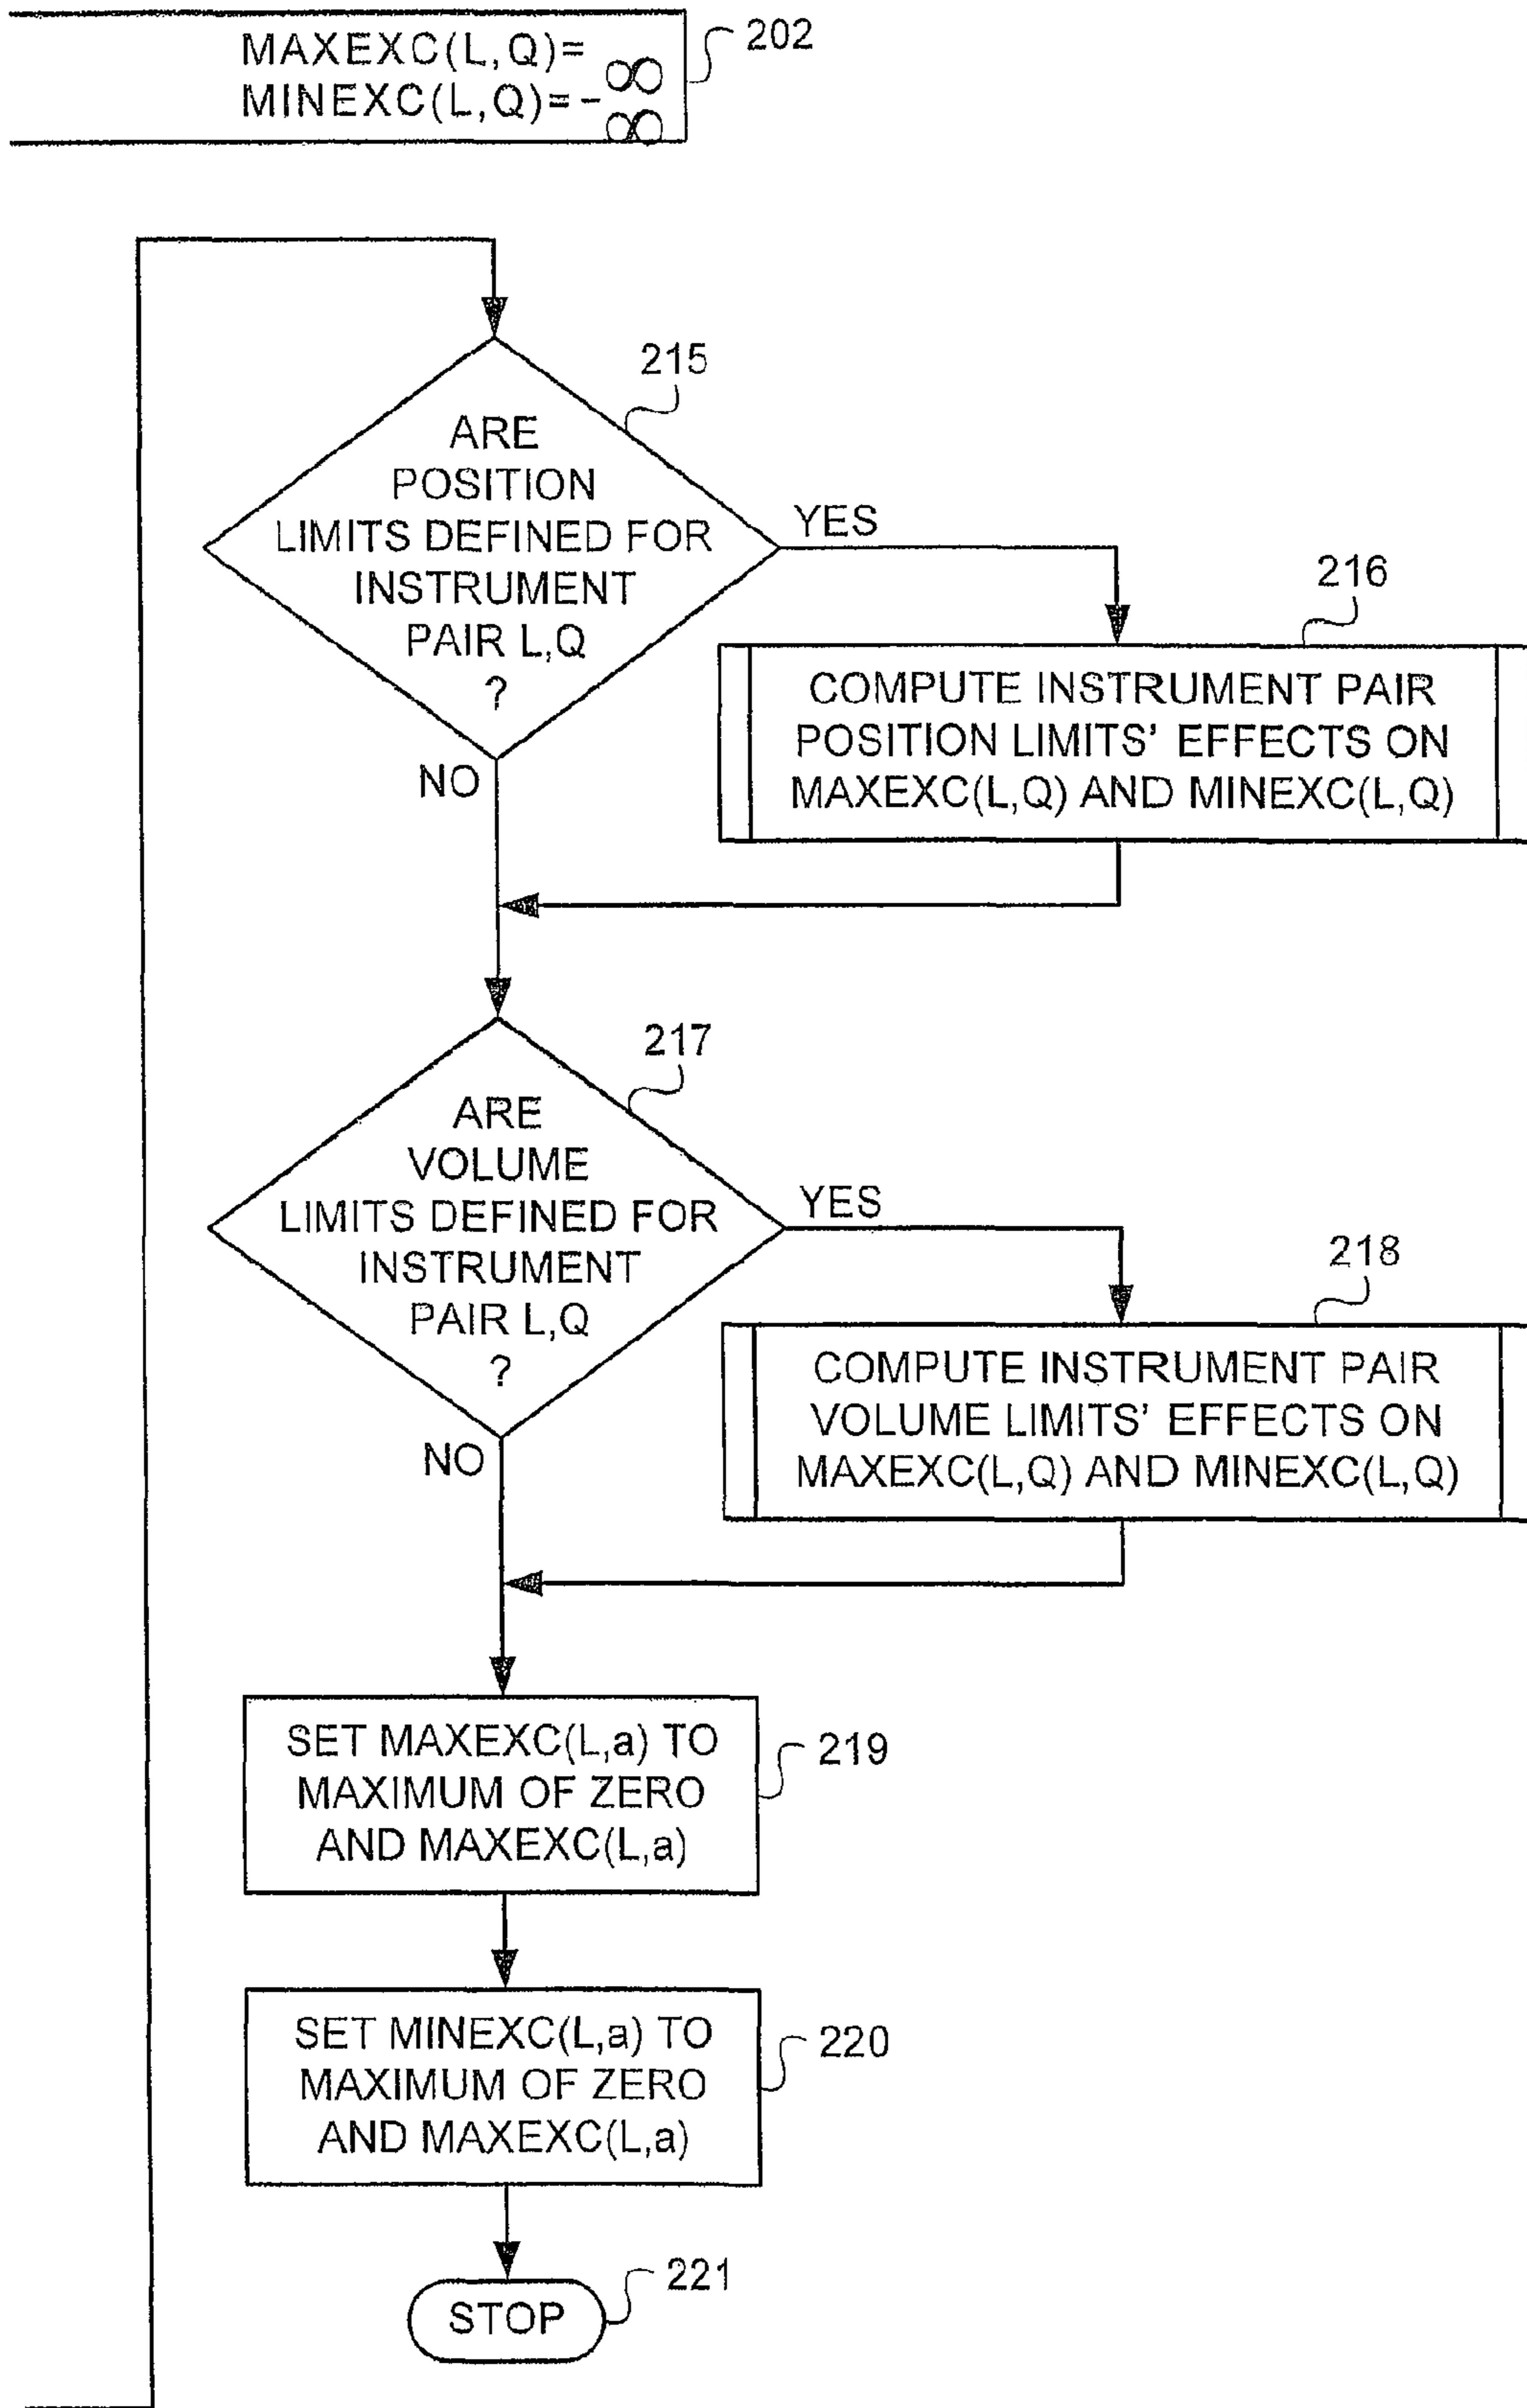 MAXEXC(L,Q)= ∞
MINEXC(L,Q)=-∞
202
215
ARE
POSITION
LIMITS DEFINED FOR
INSTRUMENT
PAIR L,Q
?
YES
NO
216
COMPUTE INSTRUMENT PAIR
POSITION LIMITS' EFFECTS ON
MAXEXC(L,Q) AND MINEXC(L,Q)
217
ARE
VOLUME
LIMITS DEFINED FOR
INSTRUMENT
PAIR L,Q
?
YES
NO
218
COMPUTE INSTRUMENT PAIR
VOLUME LIMITS' EFFECTS ON
MAXEXC(L,Q) AND MINEXC(L,Q)
SET MAXEXC(L,a) TO
MAXIMUM OF ZERO
AND MAXEXC(L,a)
219
SET MINEXC(L,a) TO
MAXIMUM OF ZERO
AND MAXEXC(L,a)
220
STOP
221